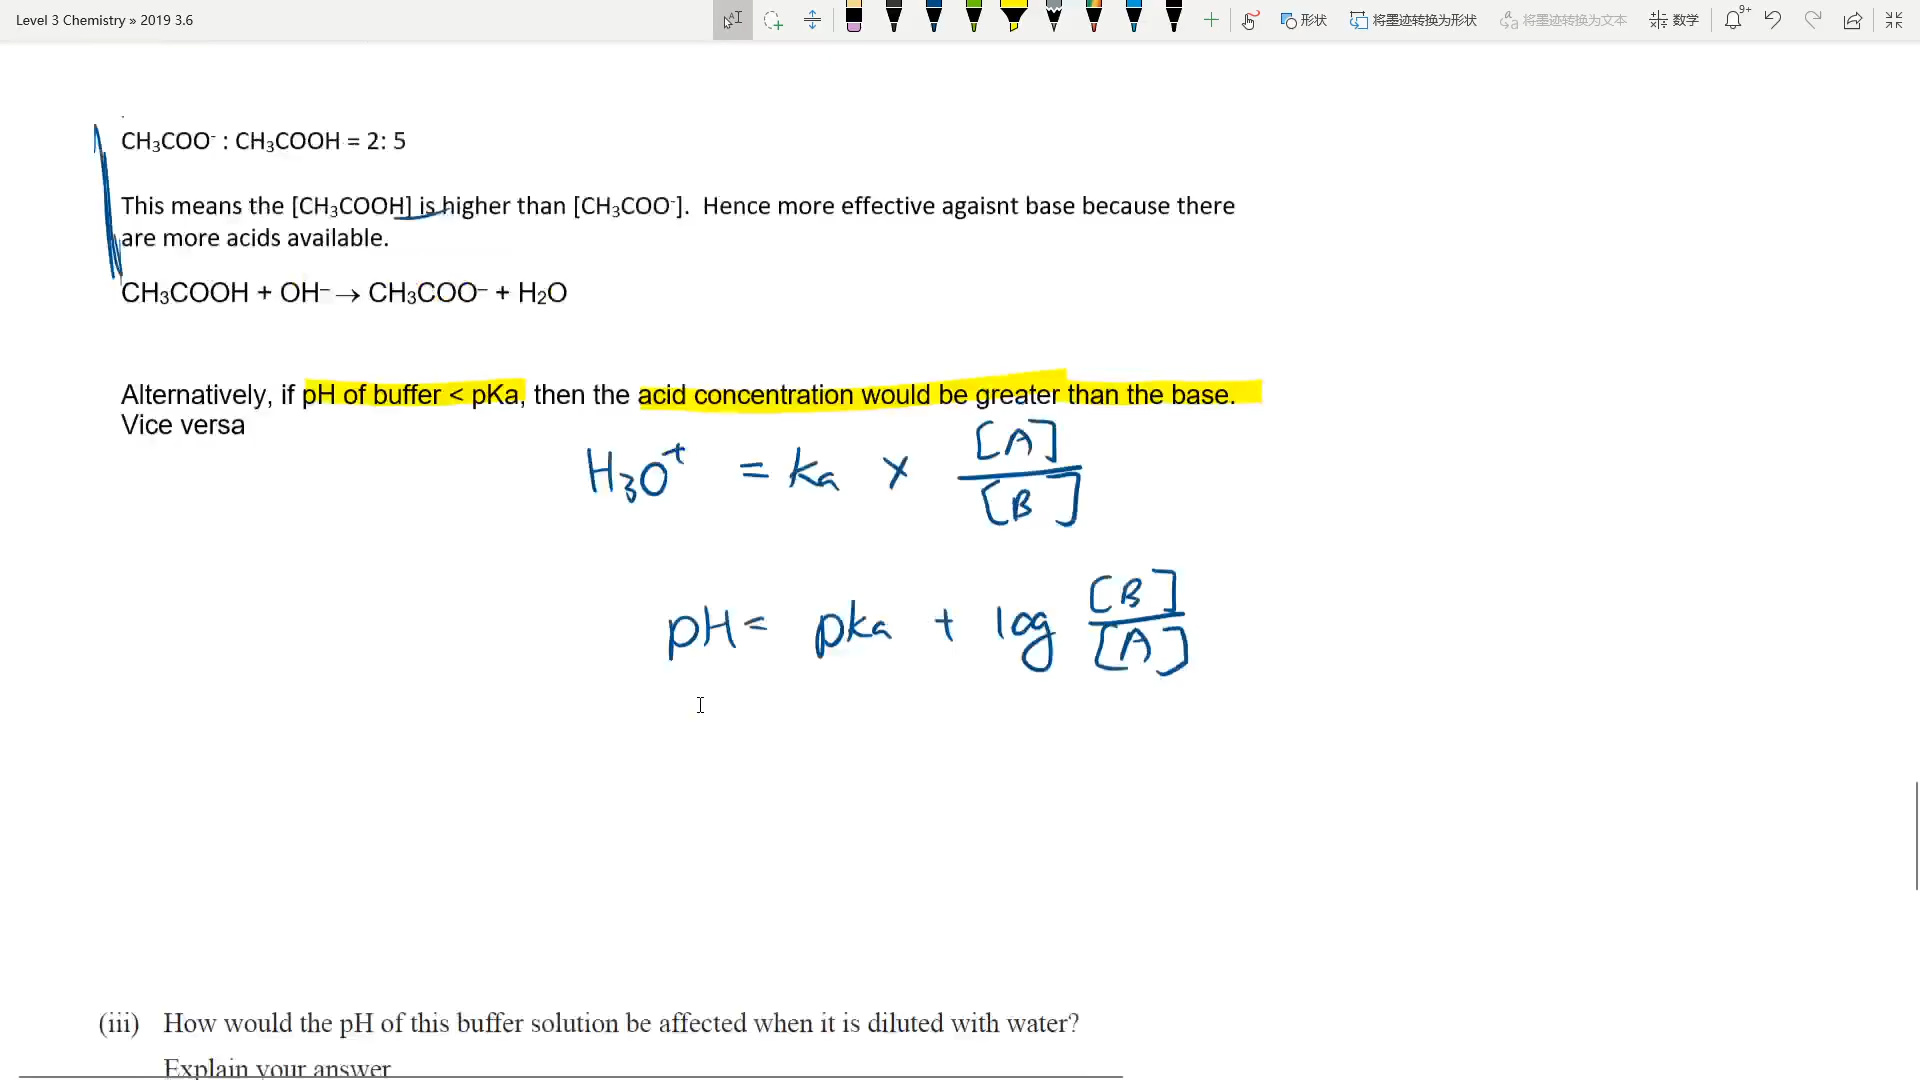 Level 3 Chemistry » 2019 3.6
形状
将墨迹转换为形状
将墨迹转换为文本
数学
9+
CH₃COO⁻ : CH₃COOH = 2: 5
This means the [CH₃COOH] is higher than [CH₃COO⁻]. Hence more effective agaisnt base because there
are more acids available.
CH₃COOH + OH⁻ → CH₃COO⁻ + H₂O
Alternatively, if pH of buffer < pKa, then the acid concentration would be greater than the base.
Vice versa
H₃O⁺ = ka × [A] / [B]
pH = pka + log [B] / [A]
(iii) How would the pH of this buffer solution be affected when it is diluted with water?
Explain your answer